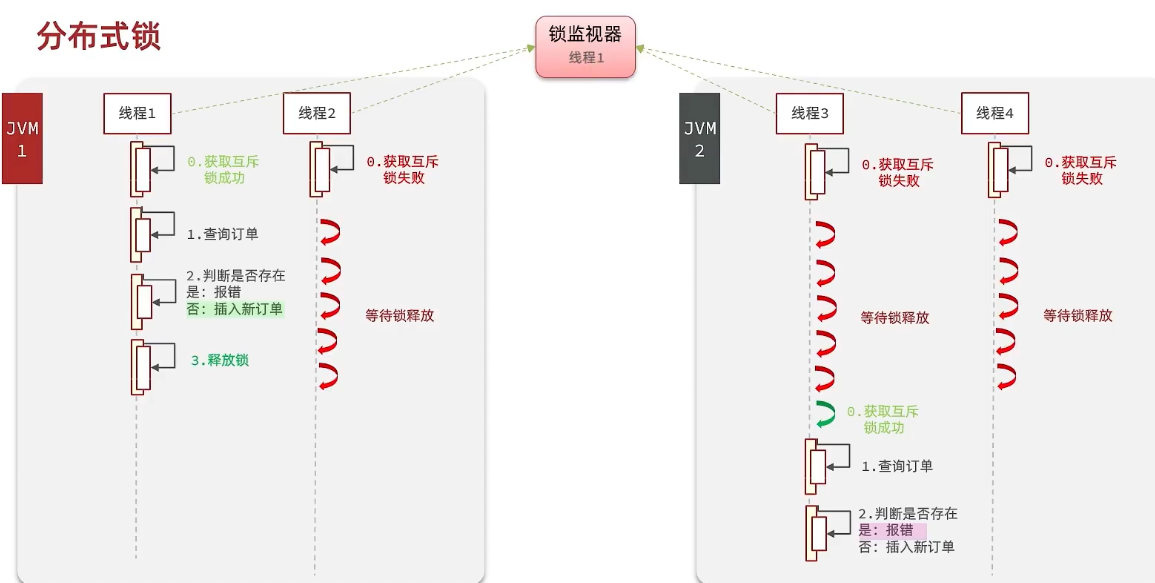 分布式锁
锁监视器
线程1
JVM
1
线程1
线程2
0.获取互斥
锁成功
0.获取互斥
锁失败
1.查询订单
2.判断是否存在
是: 报错
否: 插入新订单
等待锁释放
3.释放锁
JVM
2
线程3
线程4
0.获取互斥
锁失败
0.获取互斥
锁失败
等待锁释放
等待锁释放
0.获取互斥
锁成功
1.查询订单
2.判断是否存在
是: 报错
否: 插入新订单